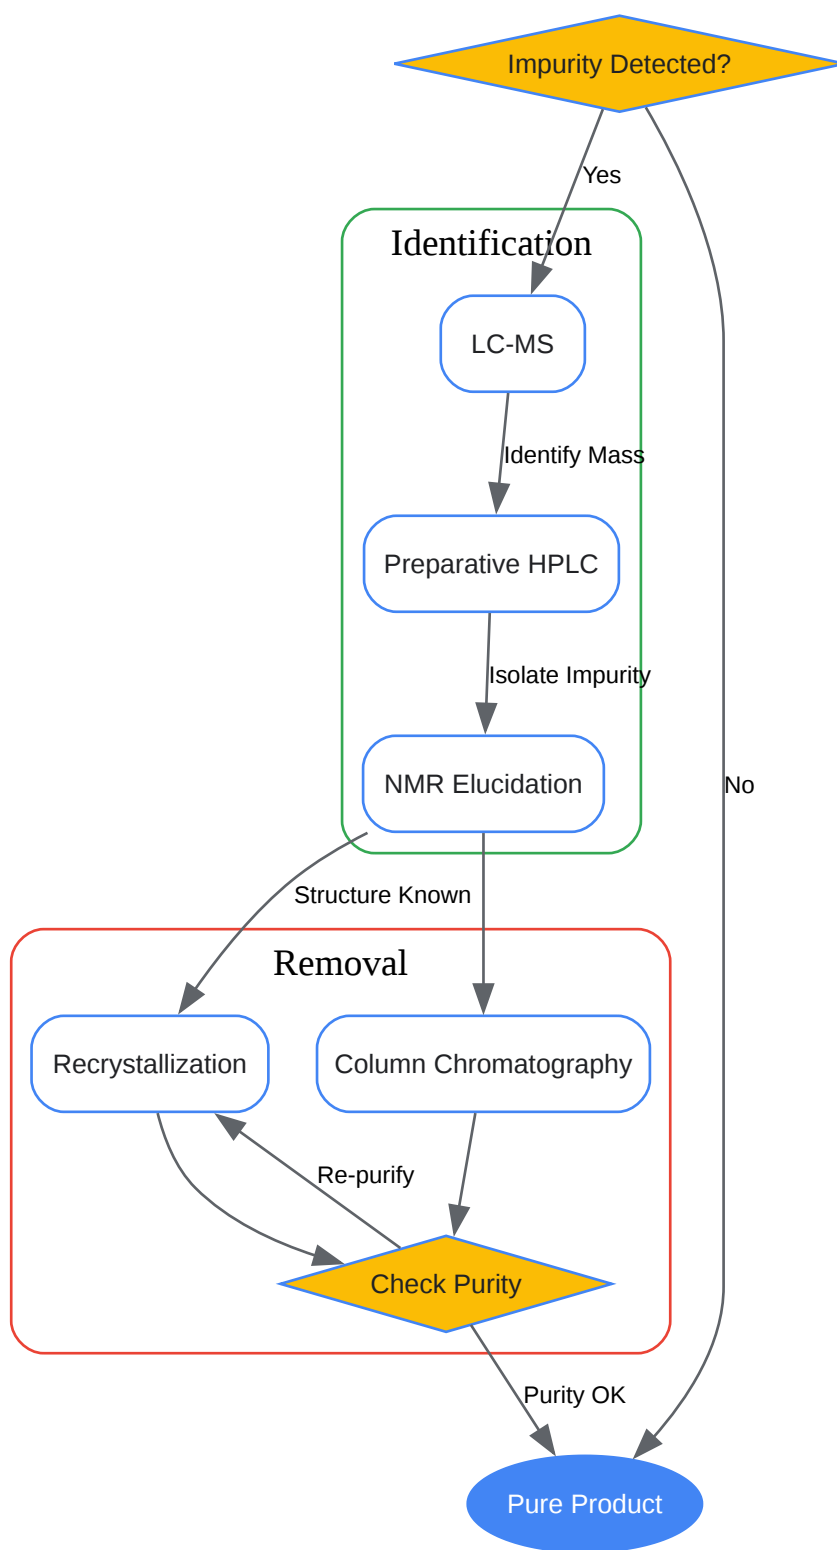 Impurity Detected?
Yes
Identification
LC-MS
Identify Mass
Preparative HPLC
Isolate Impurity
NMR Elucidation
No
Structure Known
Removal
Recrystallization
Column Chromatography
Re-purify
Check Purity
Purity OK
Pure Product